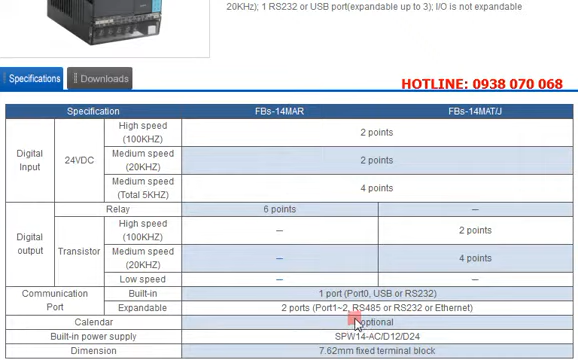 20KHz); 1 RS232 or USB port(expandable up to 3); I/O is not expandable
Specifications
Downloads
HOTLINE: 0938 070 068
Specification FBs-14MAR FBs-14MAT/J
Digital Input 24VDC High speed (100KHZ) 2 points
Medium speed (20KHZ) 2 points
Medium speed (Total 5KHZ) 4 points
Digital output Relay 6 points —
Transistor High speed (100KHZ) — 2 points
Medium speed (20KHZ) — 4 points
Low speed — —
Communication Port Built-in 1 port (Port0, USB or RS232)
Expandable 2 ports (Port1~2, RS485 or RS232 or Ethernet)
Calendar optional
Built-in power supply SPW14-AC/D12/D24
Dimension 7.62mm fixed terminal block